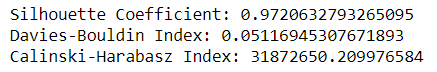 Silhouette Coefficient: 0.9720632793265095
Davies-Bouldin Index: 0.05116945307671893
Calinski-Harabasz Index: 31872650.209976584